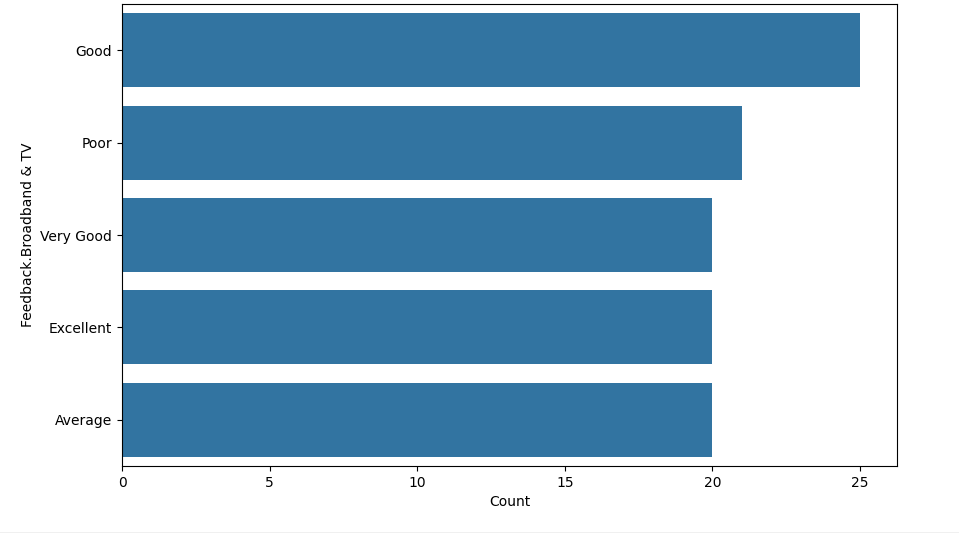 Feedback.Broadband & TV
Good
Poor
Very Good
Excellent
Average
0 5 10 15 20 25
Count